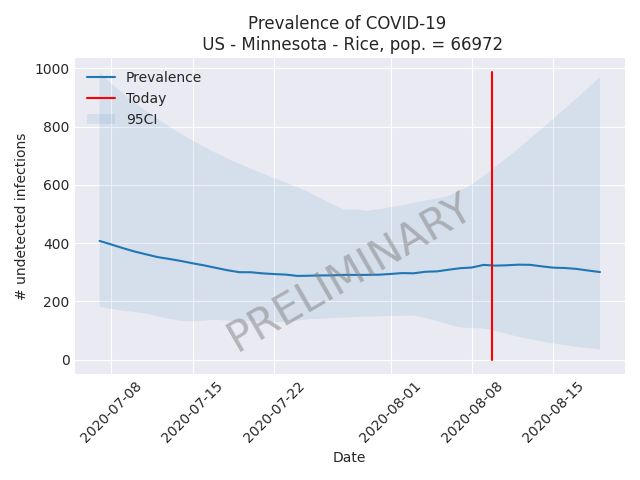 Prevalence of COVID-19
US - Minnesota - Rice, pop. = 66972
1000
800
600
400
200
0
# undetected infections
Prevalence
Today
95CI
PRELIMINARY
2020-07-08
2020-07-15
2020-07-22
2020-08-01
2020-08-08
2020-08-15
Date